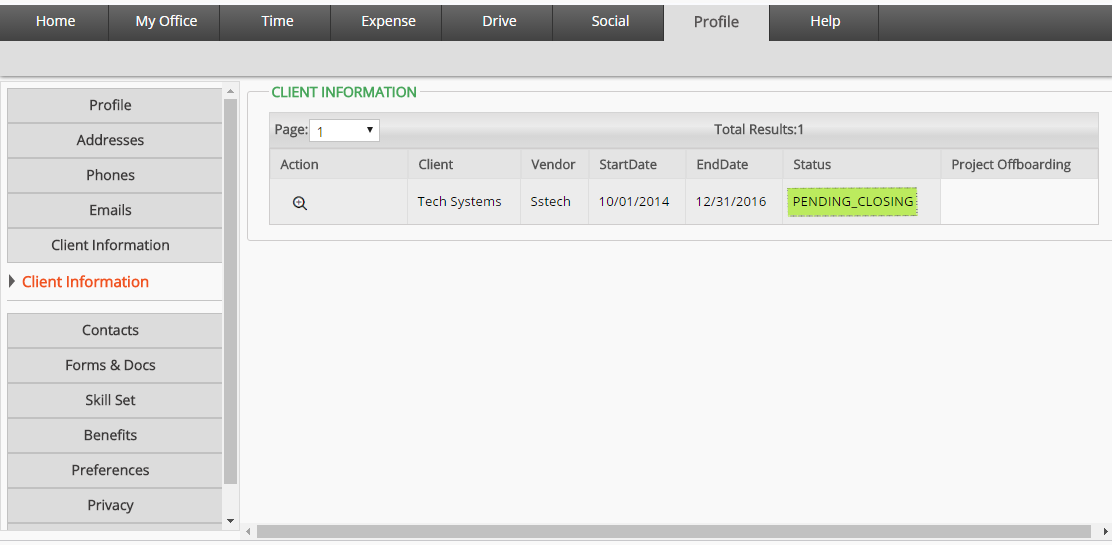 Home My Office Time Expense Drive Social Profile Help
Profile
Addresses
Phones
Emails
Client Information
Client Information
Contacts
Forms & Docs
Skill Set
Benefits
Preferences
Privacy
CLIENT INFORMATION
Page: 1 Total Results:1
Action Client Vendor StartDate EndDate Status Project Offboarding
Tech Systems Sstech 10/01/2014 12/31/2016 PENDING_CLOSING